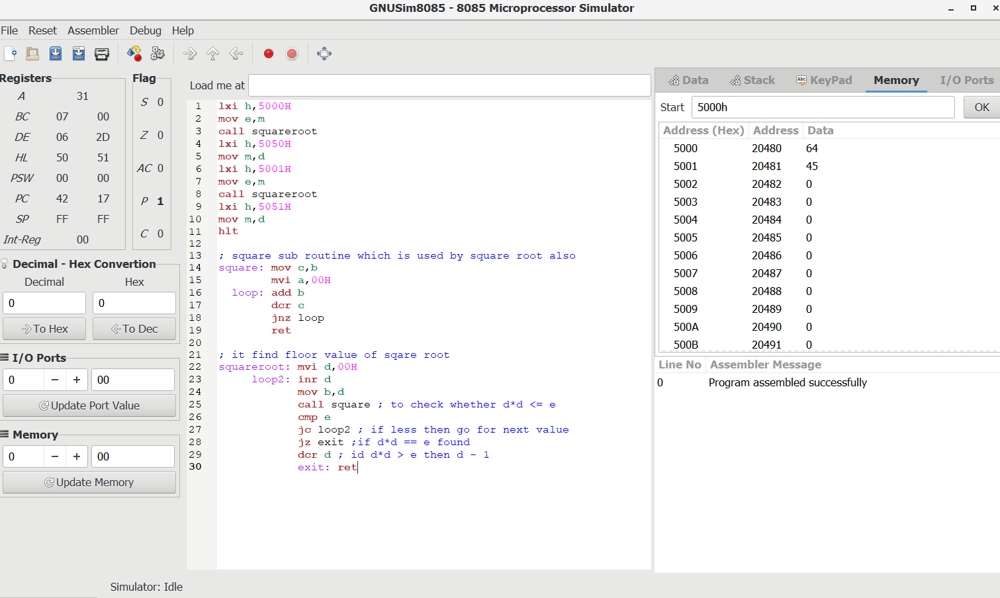 GNUSim8085 - 8085 Microprocessor Simulator
File Reset Assembler Debug Help
Registers
A 31
BC 07 00
DE 06 2D
HL 50 51
PSW 00 00
PC 42 17
SP FF FF
Int-Reg 00
Flag
S 0
Z 0
AC 0
P 1
C 0
Decimal - Hex Convertion
Decimal Hex
0 0
To Hex To Dec
I/O Ports
0 − + 00
Update Port Value
Memory
0 − + 00
Update Memory
Load me at
1 lxi h,5000H
2 mov e,m
3 call squareroot
4 lxi h,5050H
5 mov m,d
6 lxi h,5001H
7 mov e,m
8 call squareroot
9 lxi h,5051H
10 mov m,d
11 hlt
12
13 ; square sub routine which is used by square root also
14 square: mov c,b
15 mvi a,00H
16 loop: add b
17 dcr c
18 jnz loop
19 ret
20
21 ; it find floor value of sqare root
22 squareroot: mvi d,00H
23 loop2: inr d
24 mov b,d
25 call square ; to check whether d*d <= e
26 cmp e
27 jc loop2 ; if less then go for next value
28 jz exit ;if d*d == e found
29 dcr d ; id d*d > e then d - 1
30 exit: ret
Data Stack Abc KeyPad Memory I/O Ports
Start 5000h OK
Address (Hex) Address Data
5000 20480 64
5001 20481 45
5002 20482 0
5003 20483 0
5004 20484 0
5005 20485 0
5006 20486 0
5007 20487 0
5008 20488 0
5009 20489 0
500A 20490 0
500B 20491 0
Line No Assembler Message
0 Program assembled successfully
Simulator: Idle